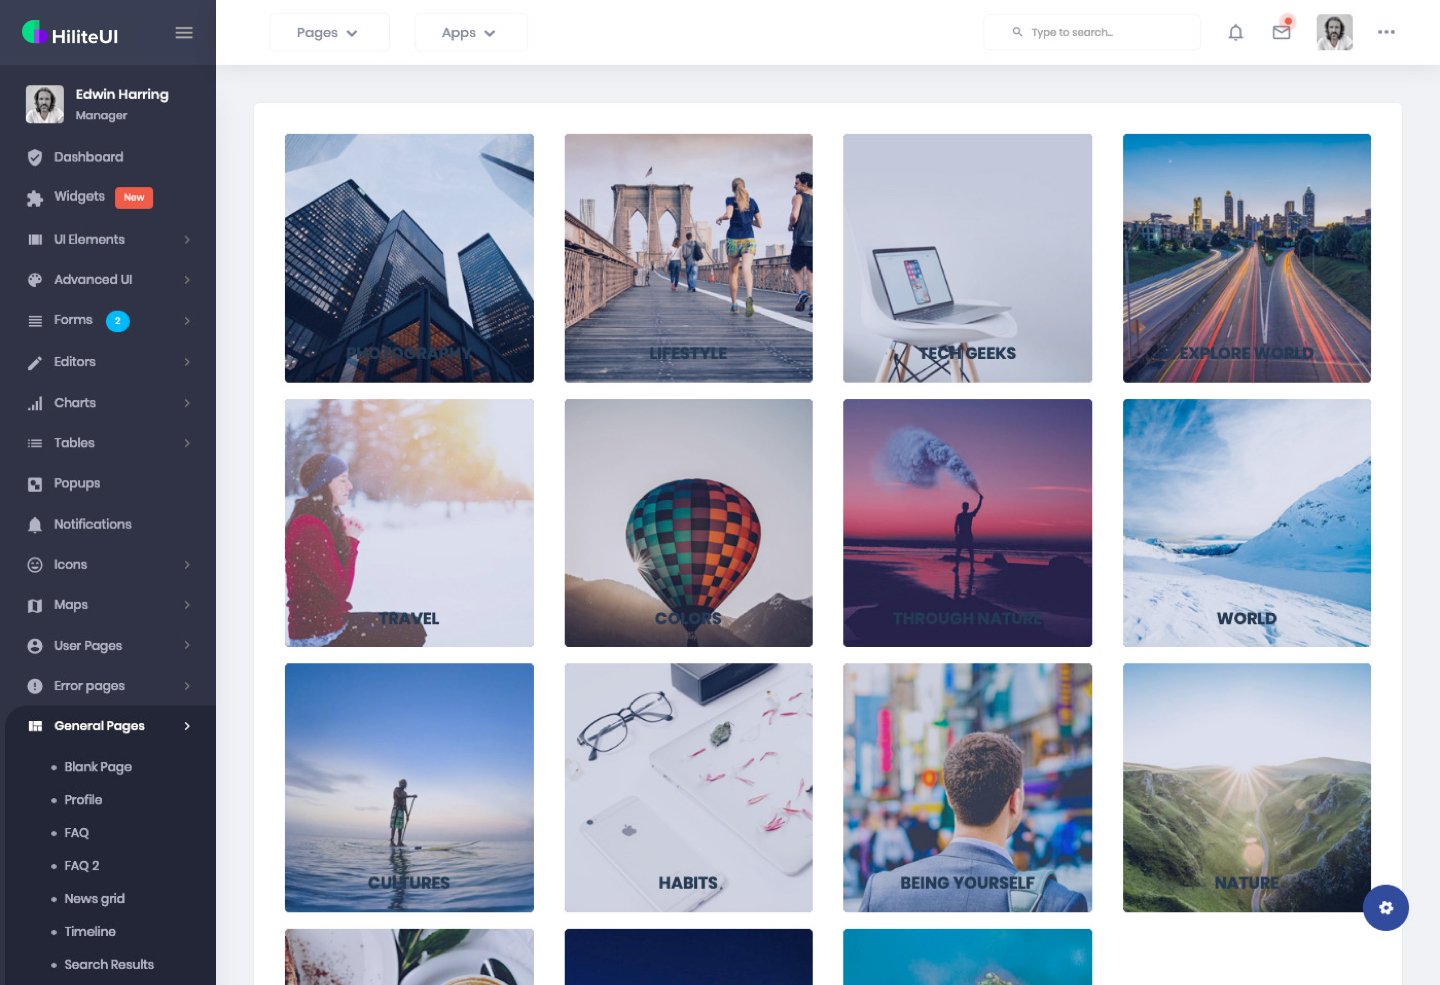 HiliteUI
Pages
Apps
Type to search...
Edwin Harring
Manager
Dashboard
Widgets New
UI Elements
Advanced UI
Forms 2
Editors
Charts
Tables
Popups
Notifications
Icons
Maps
User Pages
Error pages
General Pages
Blank Page
Profile
FAQ
FAQ 2
News grid
Timeline
Search Results
PHOTOGRAPHY
LIFESTYLE
TECH GEEKS
EXPLORE WORLD
TRAVEL
COLORS
THROUGH NATURE
WORLD
CULTURES
HABITS
BEING YOURSELF
NATURE